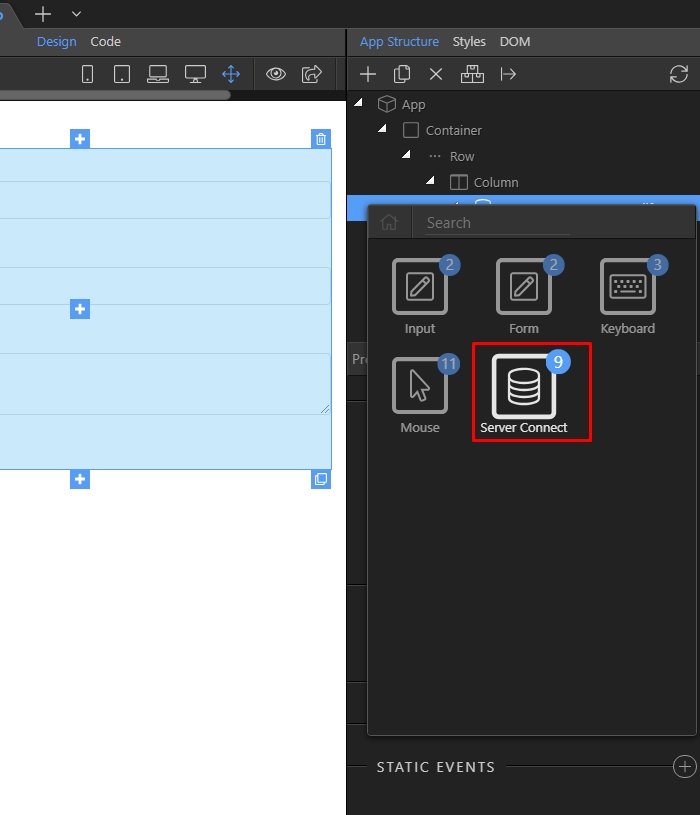 Design Code
App Structure Styles DOM
App
Container
Row
Column
Search
2
2
3
Input
Form
Keyboard
11
9
Mouse
Server Connect
STATIC EVENTS